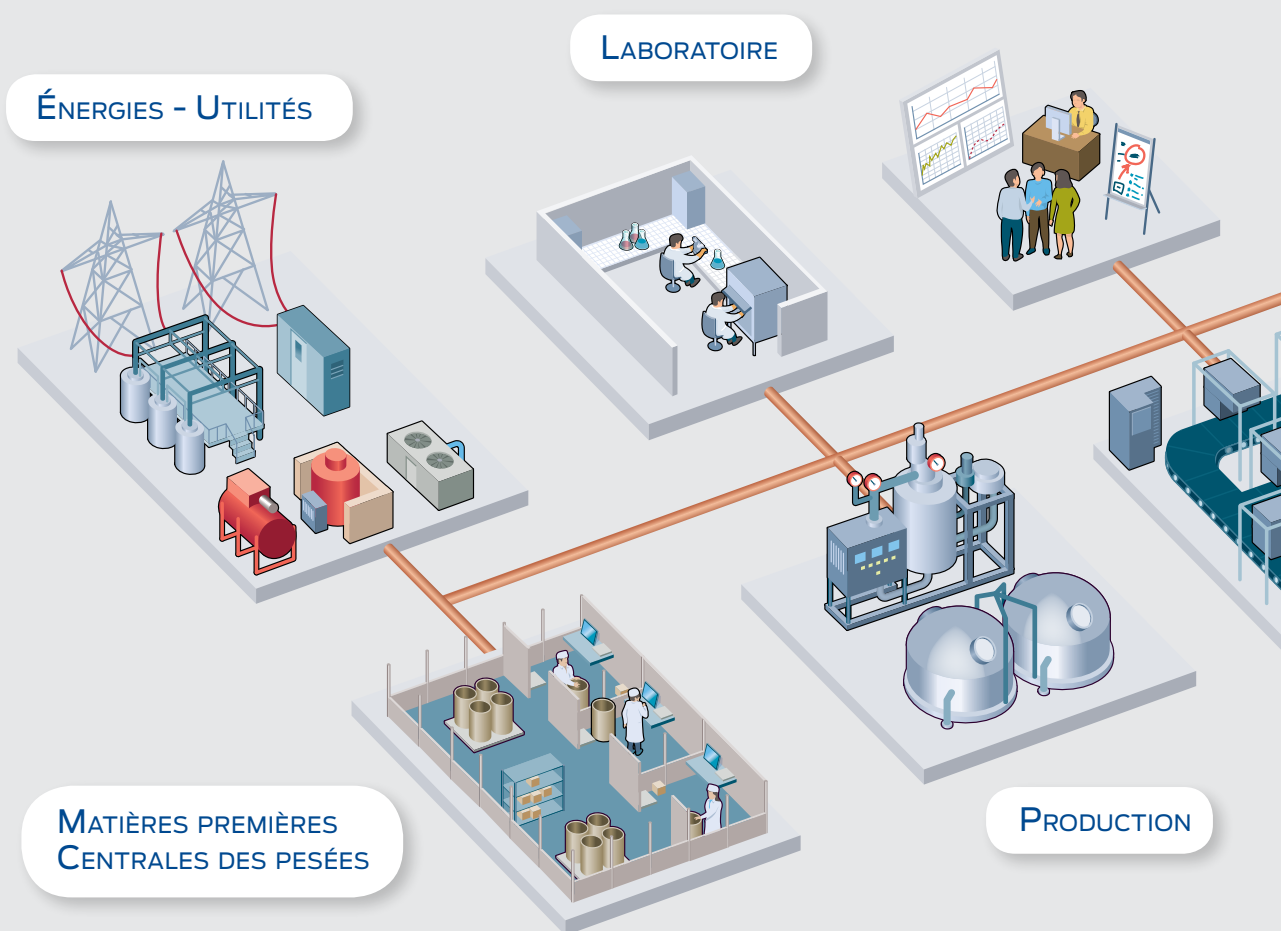 Laboratoire
Énergies - Utilités
Matières premières
Centrales des pesées
Production